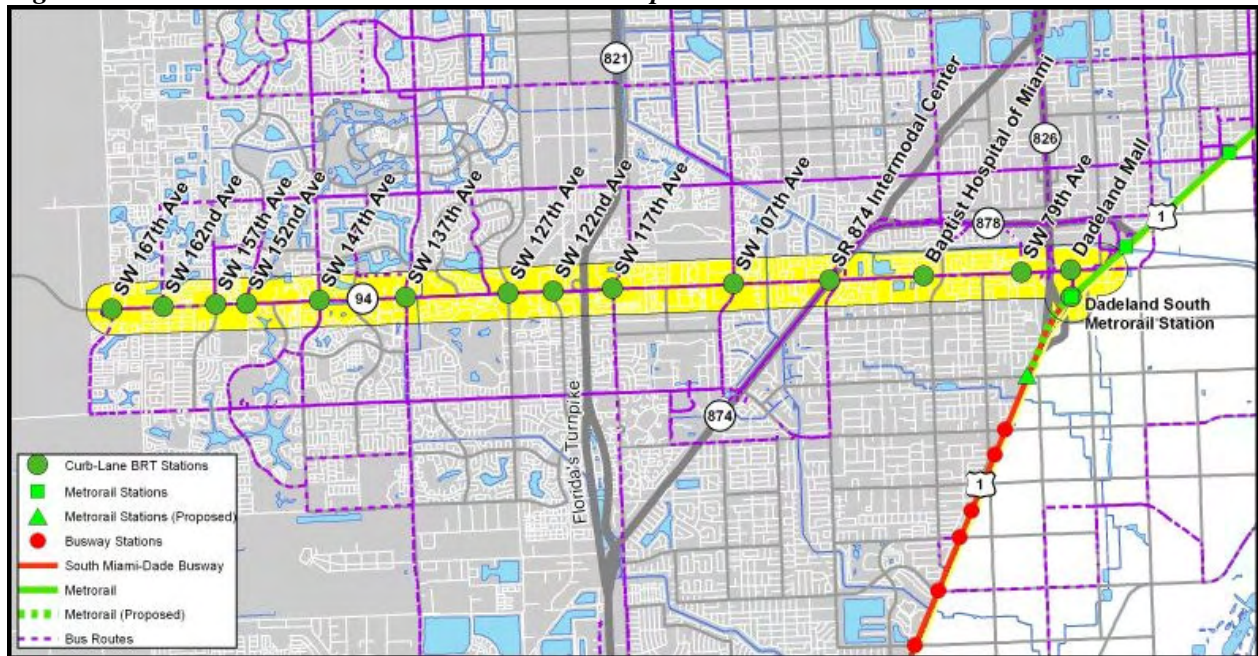 821
826
SW 167th Ave
SW 162nd Ave
SW 157th Ave
SW 152nd Ave
SW 147th Ave
SW 137th Ave
SW 127th Ave
SW 122nd Ave
SW 117th Ave
SW 107th Ave
SR 874 Intermodal Center
Baptist Hospital of Miami
SW 79th Ave
Dadeland Mall
1
878
94
Dadeland South
Metrorail Station
874
Florida's Turnpike
1
Curb-Lane BRT Stations
Metrorail Stations
Metrorail Stations (Proposed)
Busway Stations
South Miami-Dade Busway
Metrorail
Metrorail (Proposed)
Bus Routes